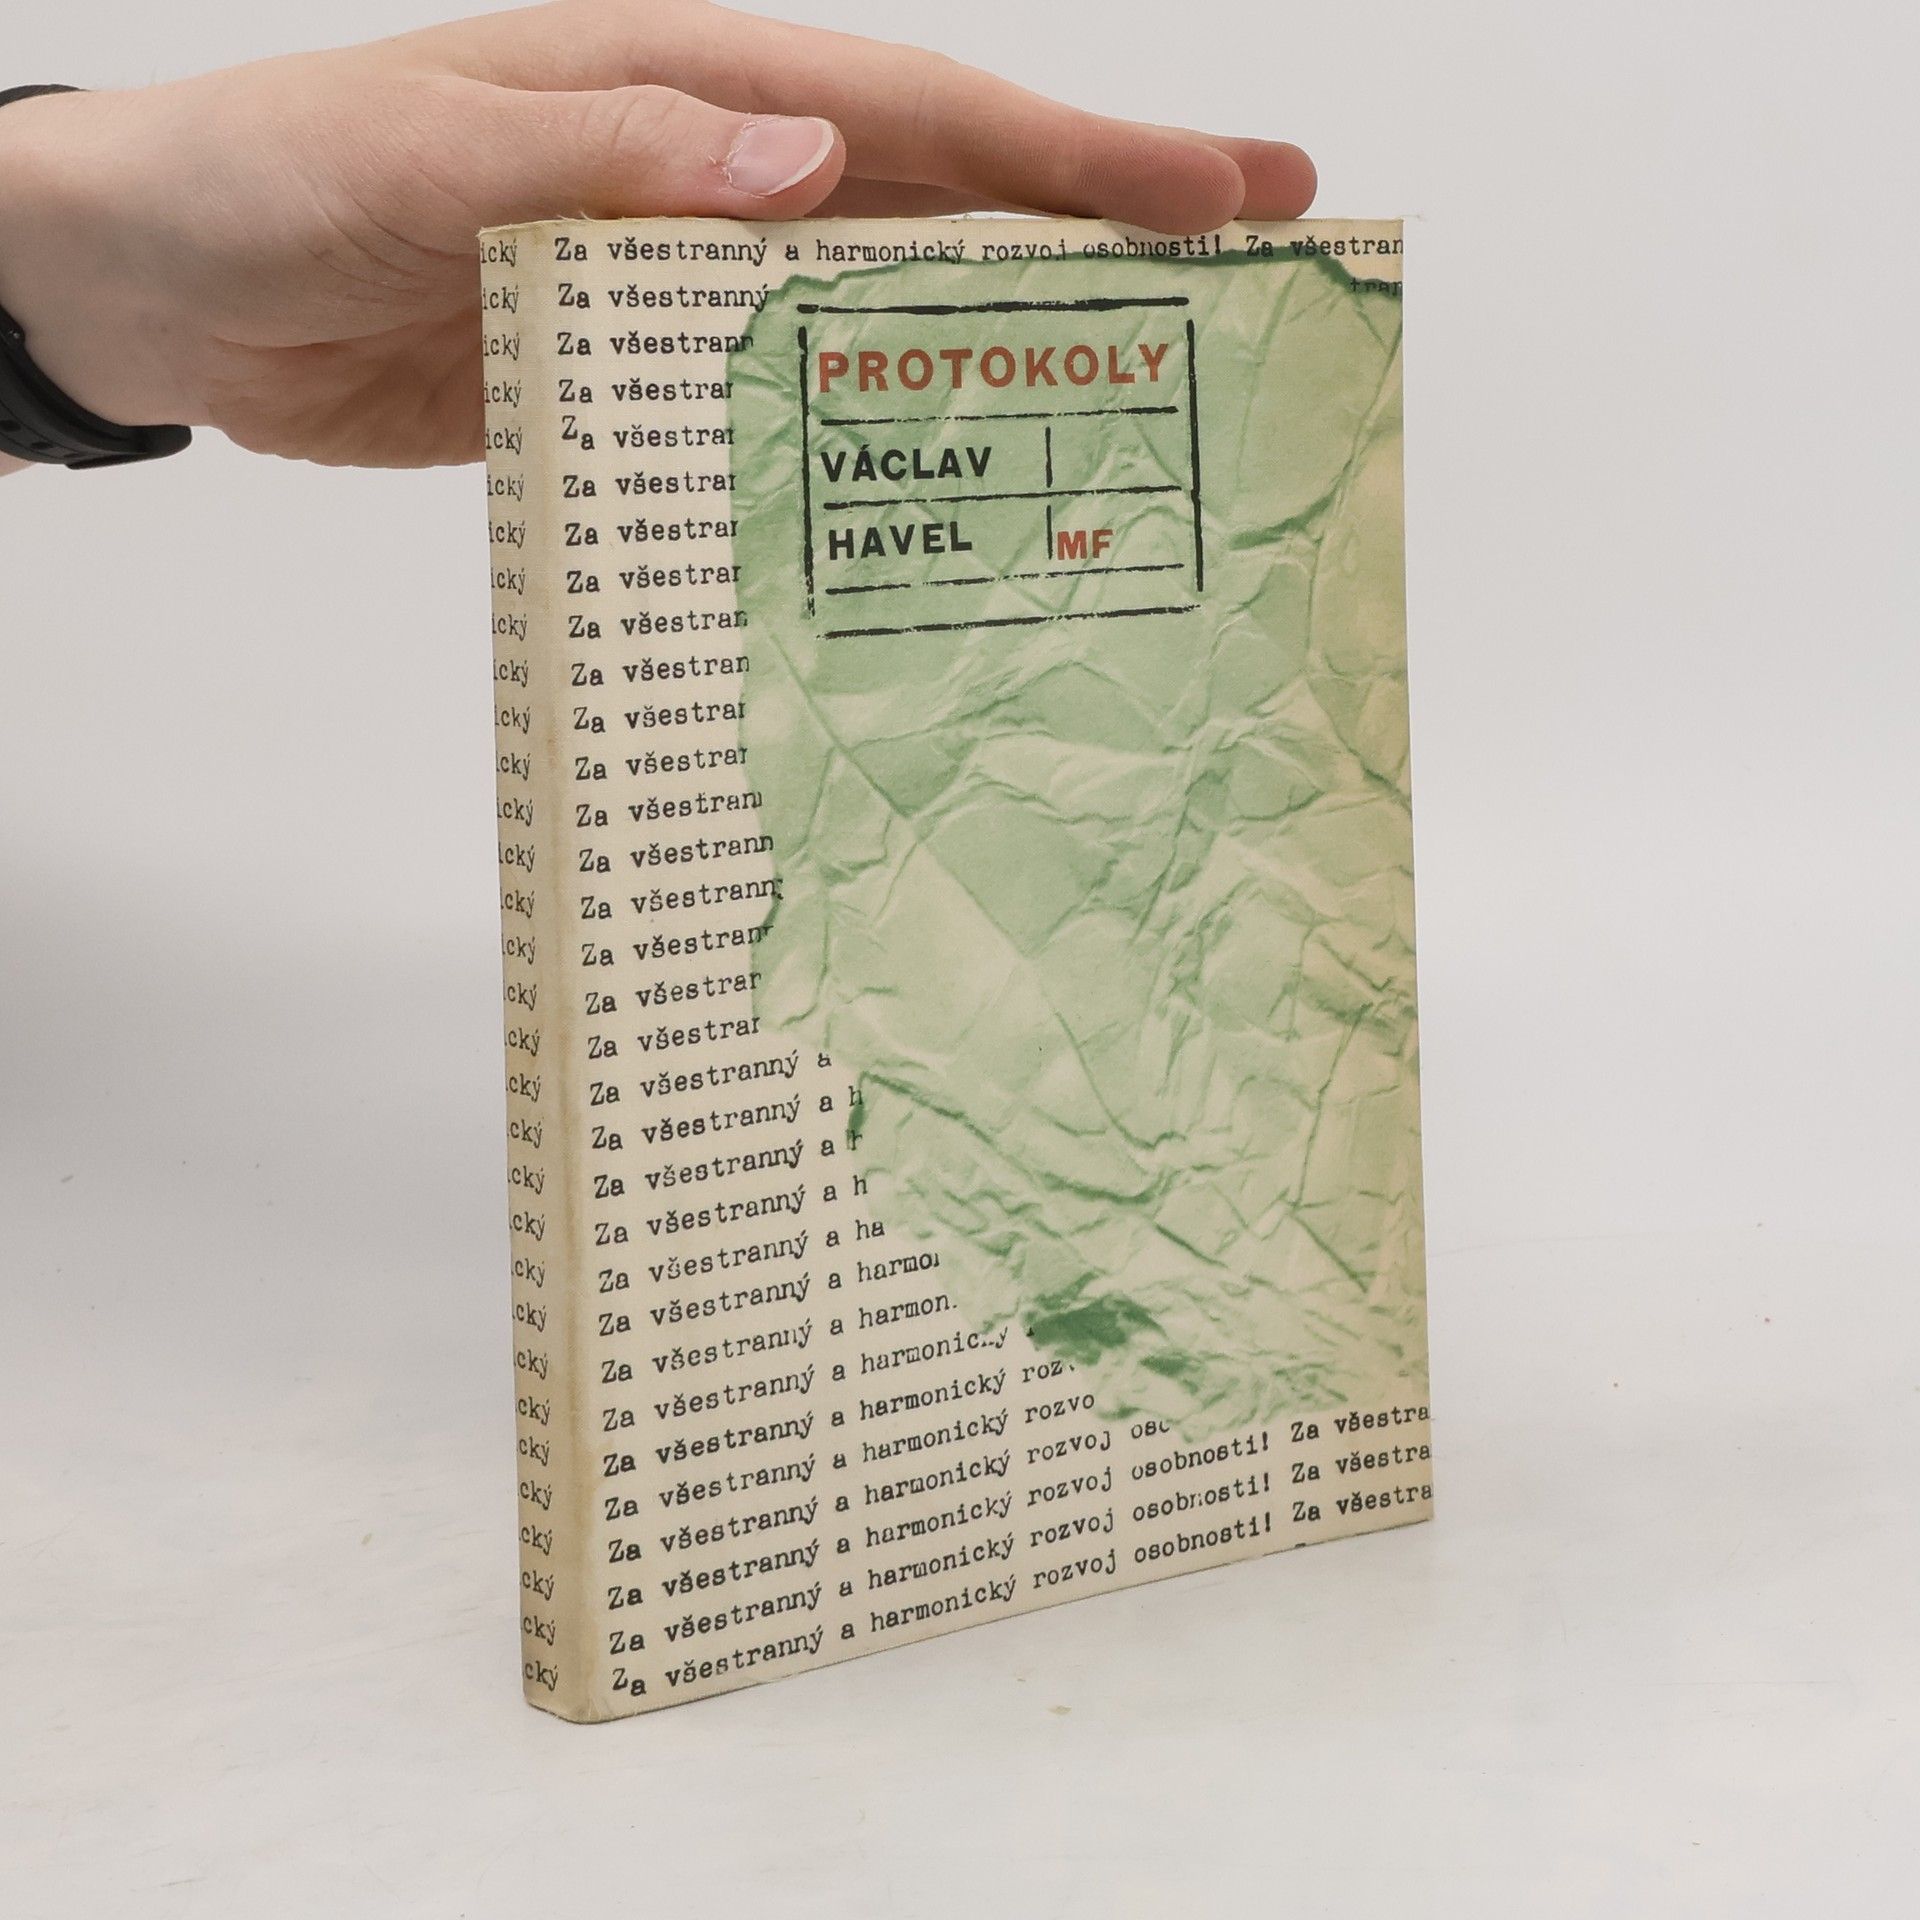 Za všestranný a harmonický rozvoj osobnosti! Za všestran
Za všestranný
PROTOKOLY
VÁCLAV
HAVEL MF
Za všestrann
Za všestran
Za všestran
Za všestran
Za všestran
Za všestran
Za všestran
Za všestran
Za všestran
Za všestran
Za všestran
Za všestrann
Za všestrann
Za všestranný
Za všestrann
Za všestran
Za všestran
Za všestranný a
Za všestranný a h
Za všestranný a h
Za všestranný a h
Za všestranný a ha
Za všestranný a harmon
Za všestranný a harmon
Za všestranný a harmonický
Za všestranný a harmonický roz
Za všestranný a harmonický rozvo
Za všestranný a harmonický rozvoj oso
Za všestranný a harmonický rozvoj osobnosti! Za všestra
Za všestranný a harmonický rozvoj osobnosti! Za všestra
Za všestranný a harmonický rozvoj osobnosti! Za všestra